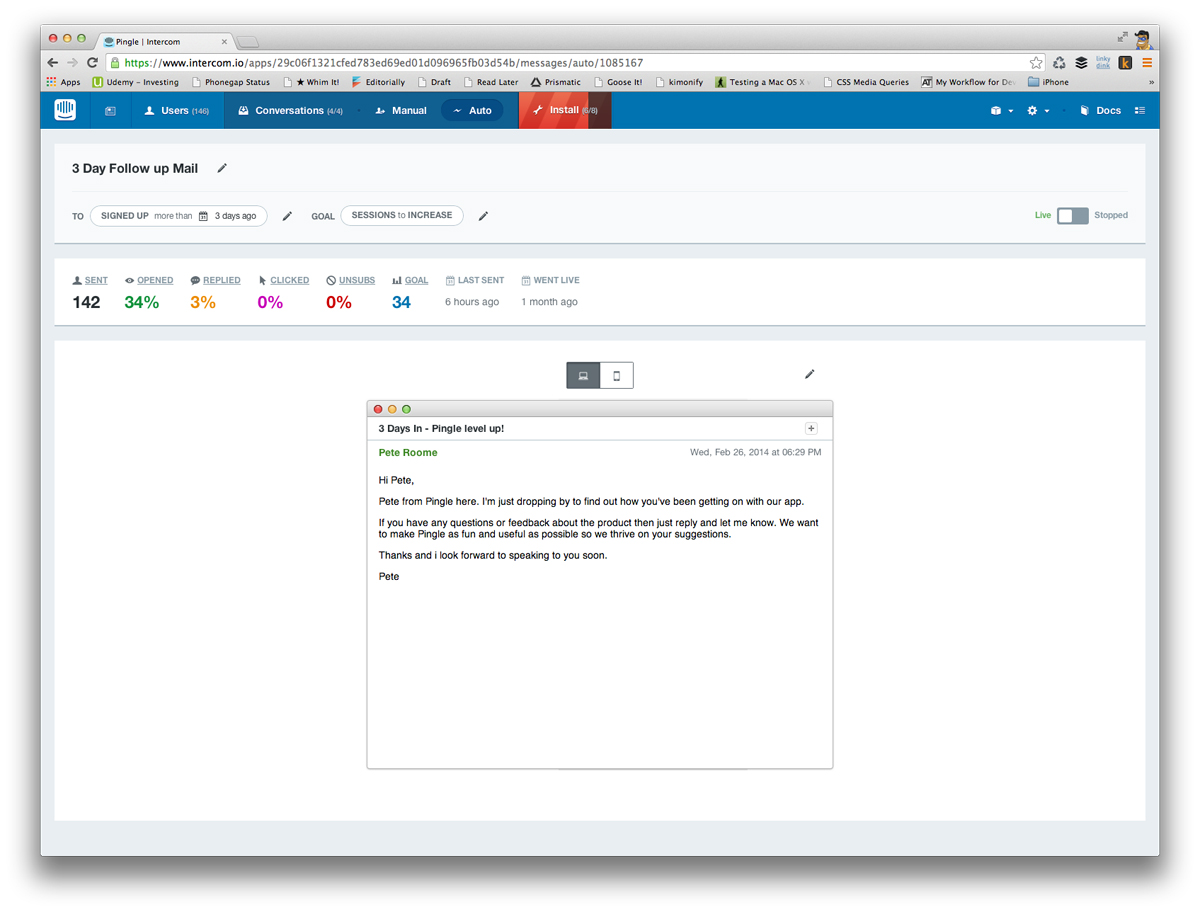 Pingle | Intercom
https://www.intercom.io/apps/29c06f1321cfed783ed69ed01d096965fb03d54b/messages/auto/1085167
Apps Udemy – Investing Phonegap Status ★ Whim It! Editorially Draft Read Later Prismatic Goose It! kimonify Testing a Mac OS X CSS Media Queries My Workflow for De iPhone »
Users (146) Conversations (4/4) Manual Auto Install (6/8) Docs
3 Day Follow up Mail
TO SIGNED UP more than 3 days ago GOAL SESSIONS to INCREASE Live Stopped
SENT OPENED REPLIED CLICKED UNSUBS GOAL LAST SENT WENT LIVE
142 34% 3% 0% 0% 34 6 hours ago 1 month ago
3 Days In - Pingle level up!
Pete Roome Wed, Feb 26, 2014 at 06:29 PM
Hi Pete,
Pete from Pingle here. I'm just dropping by to find out how you've been getting on with our app.
If you have any questions or feedback about the product then just reply and let me know. We want
to make Pingle as fun and useful as possible so we thrive on your suggestions.
Thanks and i look forward to speaking to you soon.
Pete